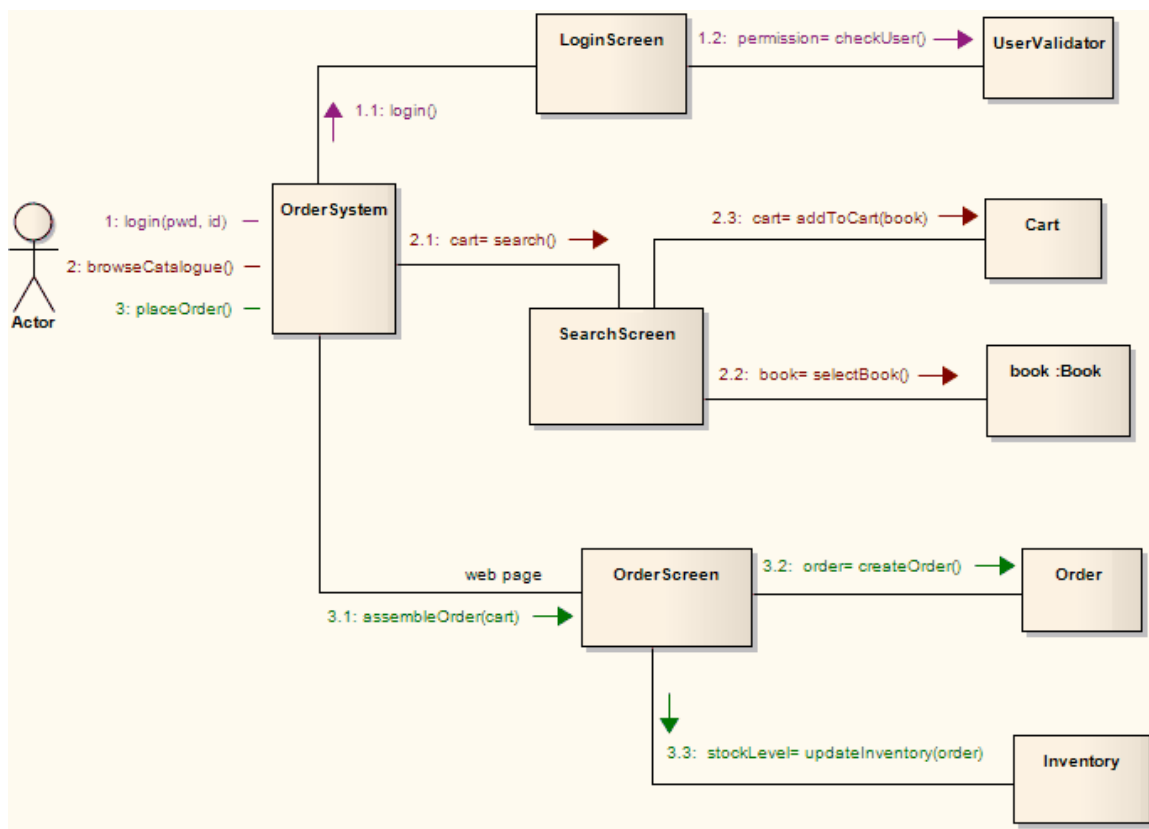 LoginScreen
1.2: permission= checkUser()
UserValidator
1.1: login()
OrderSystem
1: login(pwd, id)
2: browseCatalogue()
3: placeOrder()
Actor
2.1: cart= search()
2.3: cart= addToCart(book)
Cart
SearchScreen
2.2: book= selectBook()
book :Book
web page
3.1: assembleOrder(cart)
OrderScreen
3.2: order= createOrder()
Order
3.3: stockLevel= updateInventory(order)
Inventory